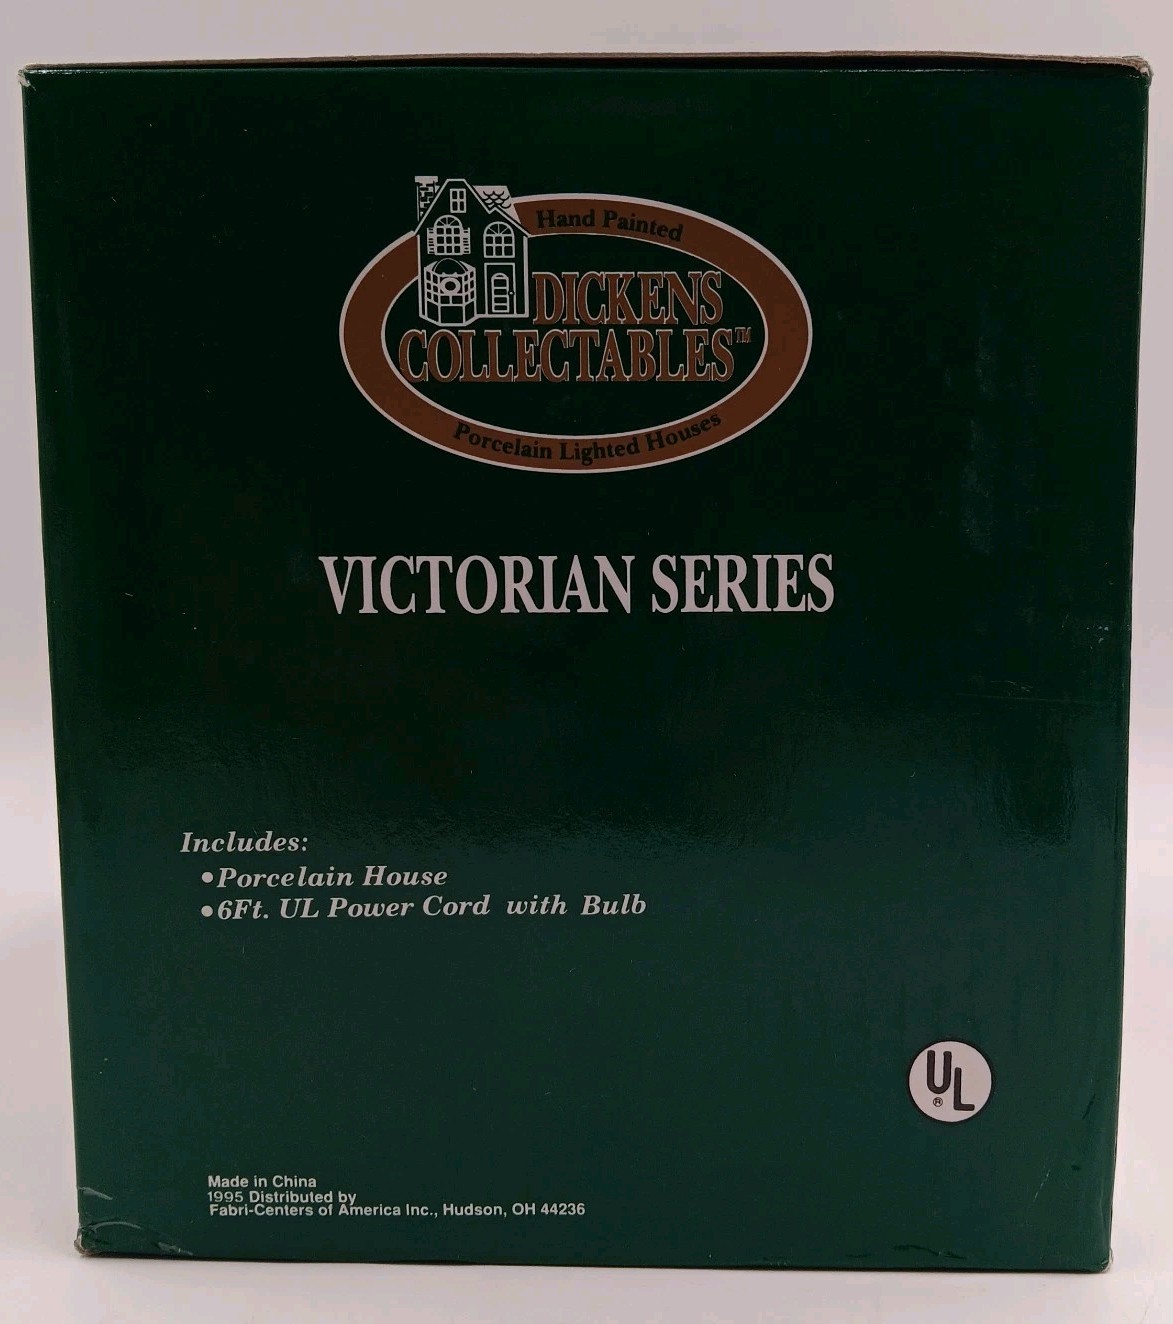 Hand Painted
DICKENS
COLLECTABLES™
Porcelain Lighted Houses
VICTORIAN SERIES
Includes:
•Porcelain House
•6Ft. UL Power Cord with Bulb
UL®
Made in China
1995 Distributed by
Fabri-Centers of America Inc., Hudson, OH 44236